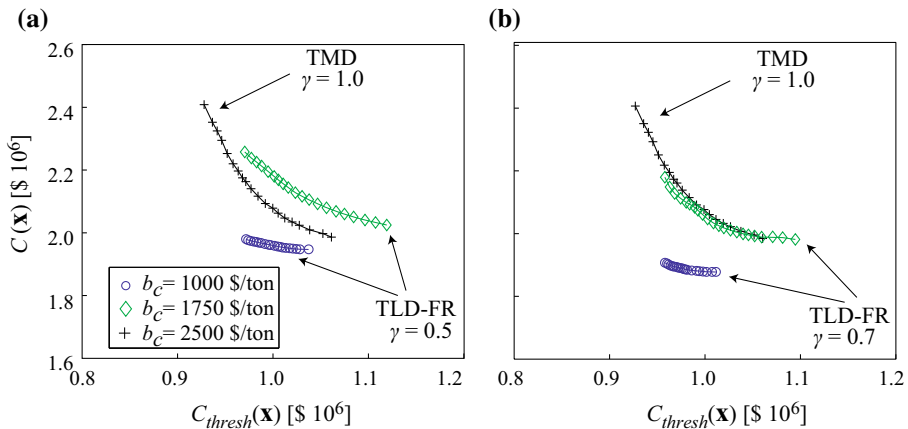 (a)
2.6
2.4
2.2
2.0
1.8
1.6
C (x) [$ 10⁶]
TMD
γ = 1.0
b_c= 1000 $/ton
b_c= 1750 $/ton
b_c= 2500 $/ton
TLD-FR
γ = 0.5
0.8 0.9 1.0 1.1 1.2
C_thresh(x) [$ 10⁶]
(b)
TMD
γ = 1.0
TLD-FR
γ = 0.7
0.8 0.9 1.0 1.1 1.2
C_thresh(x) [$ 10⁶]